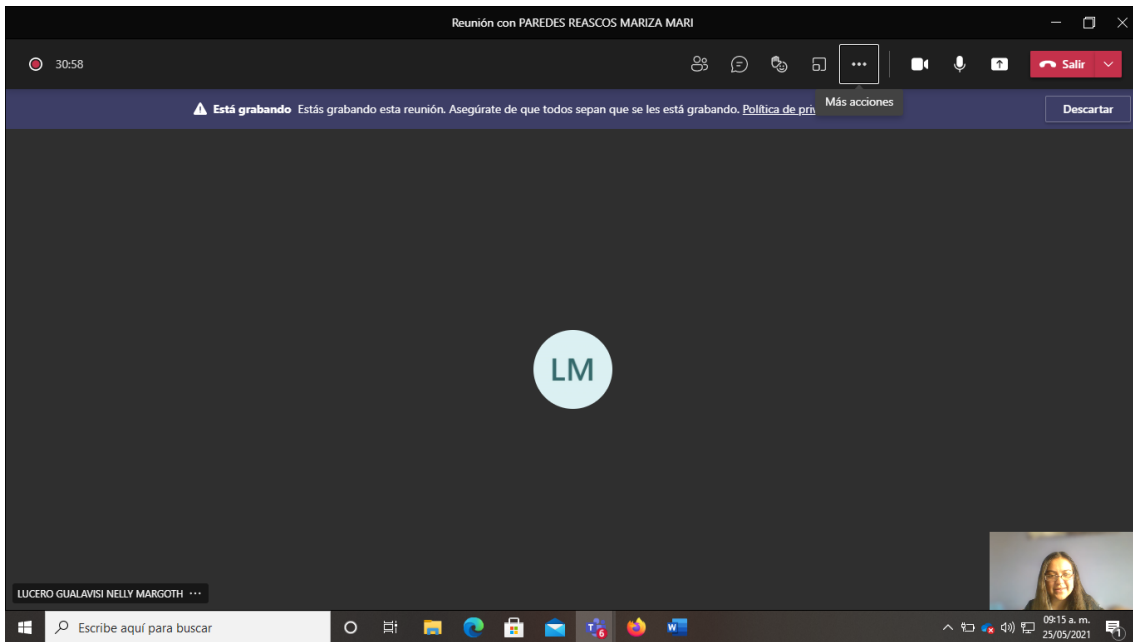 Reunión con PAREDES REASCOS MARIZA MARI
30:58
Salir
Más acciones
Está grabando Estás grabando esta reunión. Asegúrate de que todos sepan que se les está grabando. Política de priv
Descartar
LM
LUCERO GUALAVISI NELLY MARGOTH ···
Escribe aquí para buscar
6
W
09:15 a. m.
25/05/2021
1